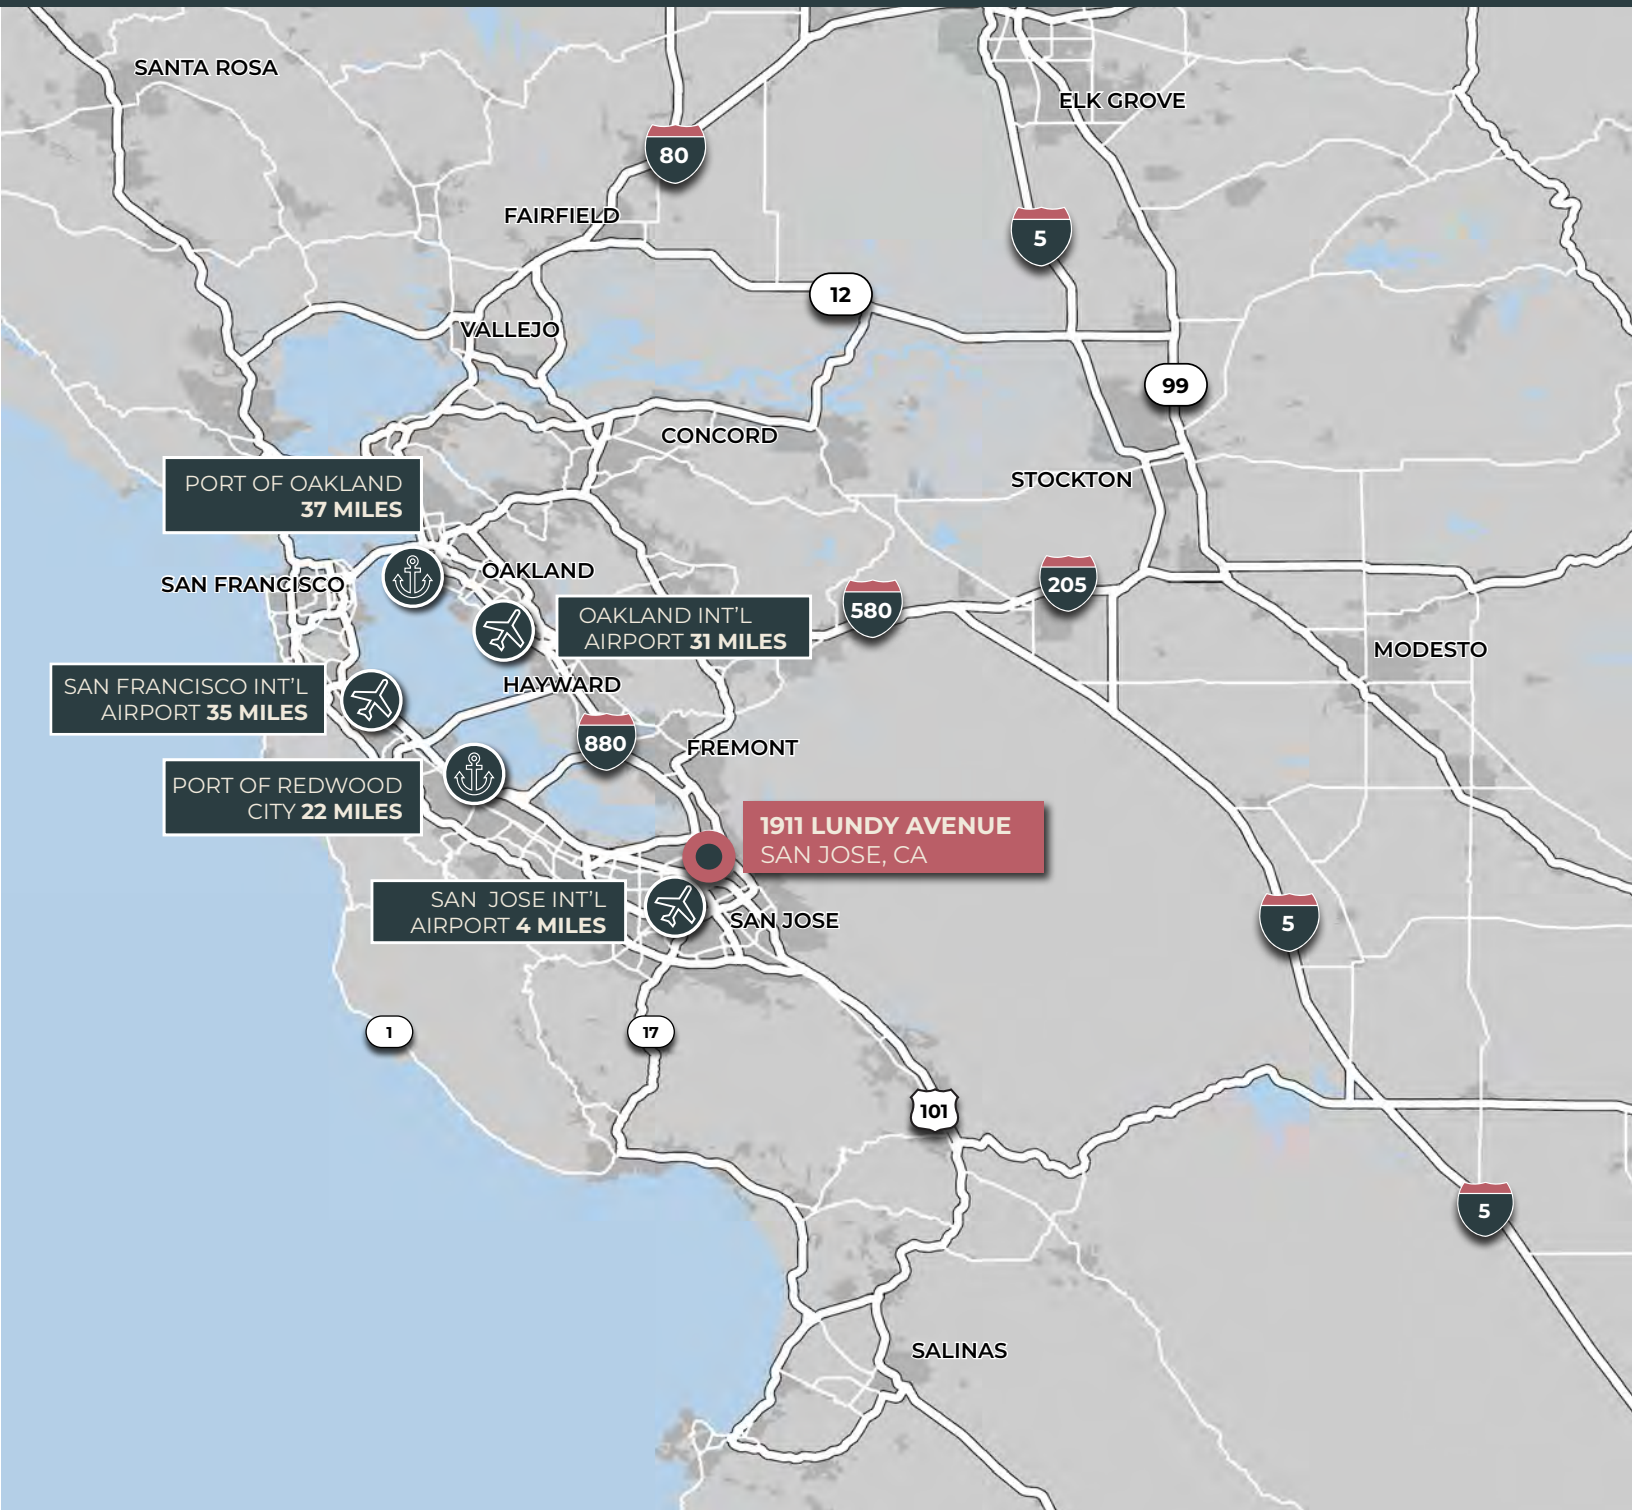 SANTA ROSA
ELK GROVE
80
FAIRFIELD
5
12
VALLEJO
99
CONCORD
STOCKTON
PORT OF OAKLAND
37 MILES
OAKLAND
SAN FRANCISCO
205
580
OAKLAND INT'L
AIRPORT 31 MILES
MODESTO
SAN FRANCISCO INT'L
AIRPORT 35 MILES
HAYWARD
880
FREMONT
PORT OF REDWOOD
CITY 22 MILES
1911 LUNDY AVENUE
SAN JOSE, CA
SAN JOSE INT'L
AIRPORT 4 MILES
SAN JOSE
5
1
17
101
5
SALINAS